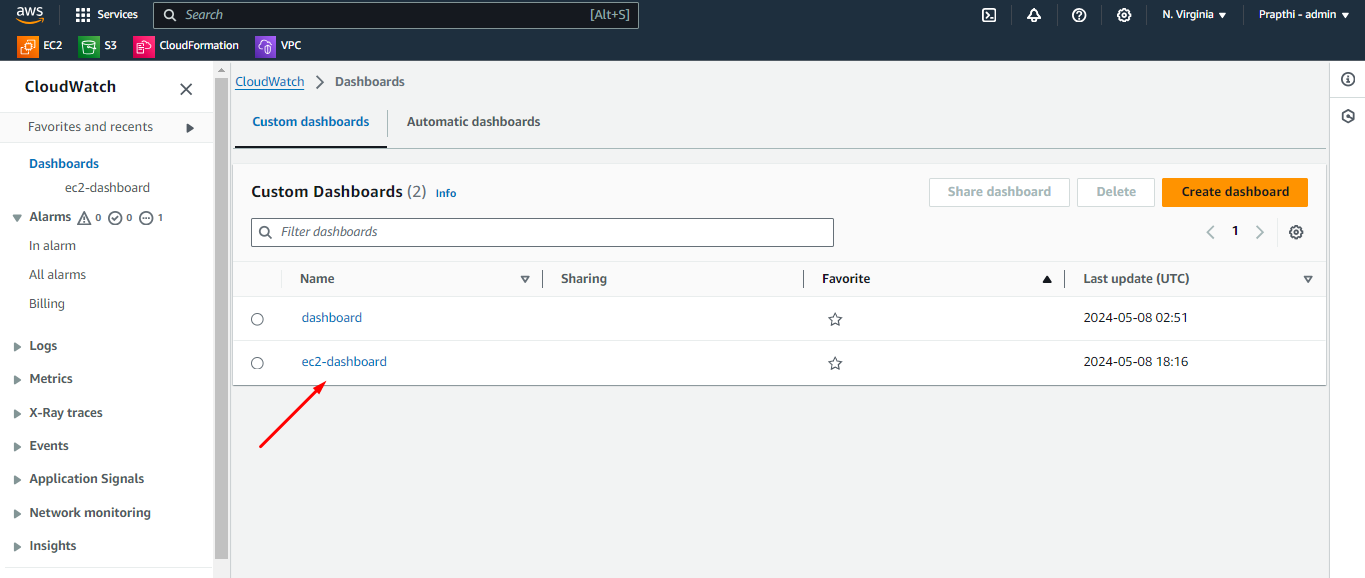 aws Services Search [Alt+S] N. Virginia Prapthi - admin
EC2 S3 CloudFormation VPC
CloudWatch
Favorites and recents
Dashboards
ec2-dashboard
Alarms 0 0 1
In alarm
All alarms
Billing
Logs
Metrics
X-Ray traces
Events
Application Signals
Network monitoring
Insights
CloudWatch Dashboards
Custom dashboards Automatic dashboards
Custom Dashboards (2) Info Share dashboard Delete Create dashboard
Filter dashboards 1
Name Sharing Favorite Last update (UTC)
dashboard 2024-05-08 02:51
ec2-dashboard 2024-05-08 18:16